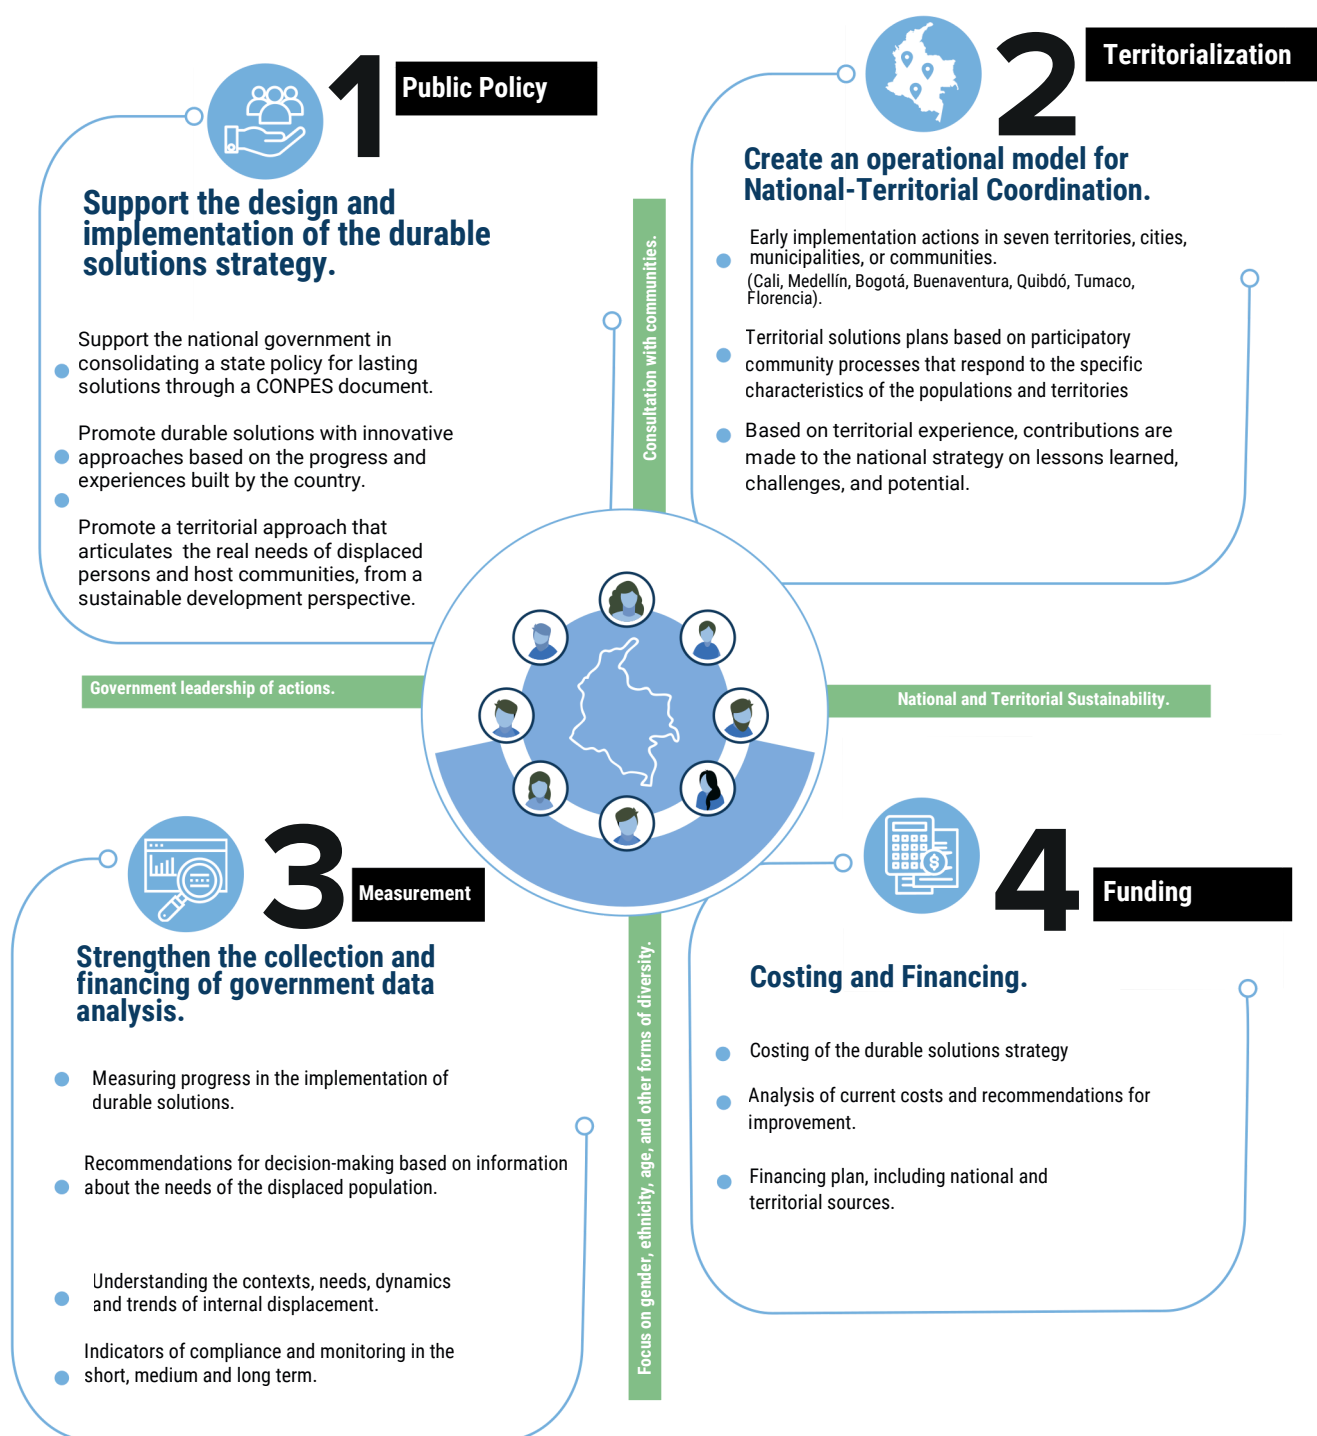 1
Public Policy
Support the design and
implementation of the durable
solutions strategy.
Support the national government in
consolidating a state policy for lasting
solutions through a CONPES document.
Promote durable solutions with innovative
approaches based on the progress and
experiences built by the country.
Promote a territorial approach that
articulates the real needs of displaced
persons and host communities, from a
sustainable development perspective.
2
Territorialization
Create an operational model for
National-Territorial Coordination.
Early implementation actions in seven territories, cities,
municipalities, or communities.
(Cali, Medellín, Bogotá, Buenaventura, Quibdó, Tumaco,
Florencia).
Territorial solutions plans based on participatory
community processes that respond to the specific
characteristics of the populations and territories
Based on territorial experience, contributions are
made to the national strategy on lessons learned,
challenges, and potential.
Consultation with communities.
Government leadership of actions.
National and Territorial Sustainability.
Focus on gender, ethnicity, age, and other forms of diversity.
3
Measurement
Strengthen the collection and
financing of government data
analysis.
Measuring progress in the implementation of
durable solutions.
Recommendations for decision-making based on information
about the needs of the displaced population.
Understanding the contexts, needs, dynamics
and trends of internal displacement.
Indicators of compliance and monitoring in the
short, medium and long term.
4
Funding
Costing and Financing.
$
Costing of the durable solutions strategy
Analysis of current costs and recommendations for
improvement.
Financing plan, including national and
territorial sources.